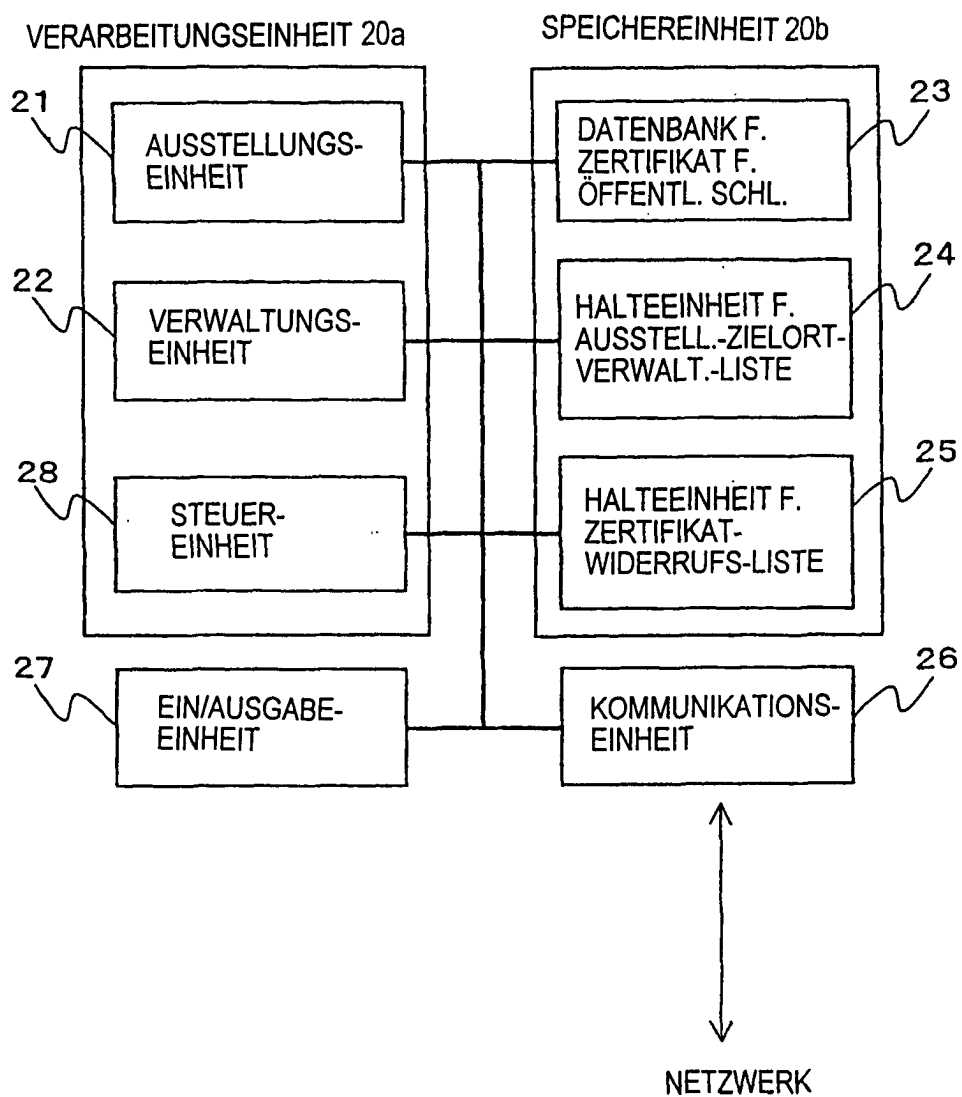 VERARBEITUNGSEINHEIT 20a
SPEICHEREINHEIT 20b
21
AUSSTELLUNGS-
EINHEIT
23
DATENBANK F.
ZERTIFIKAT F.
ÖFFENTL. SCHL.
22
VERWALTUNGS-
EINHEIT
24
HALTEEINHEIT F.
AUSSTELL.-ZIELORT-
VERWALT.-LISTE
28
STEUER-
EINHEIT
25
HALTEEINHEIT F.
ZERTIFIKAT-
WIDERRUFS-LISTE
27
EIN/AUSGABE-
EINHEIT
26
KOMMUNIKATIONS-
EINHEIT
NETZWERK